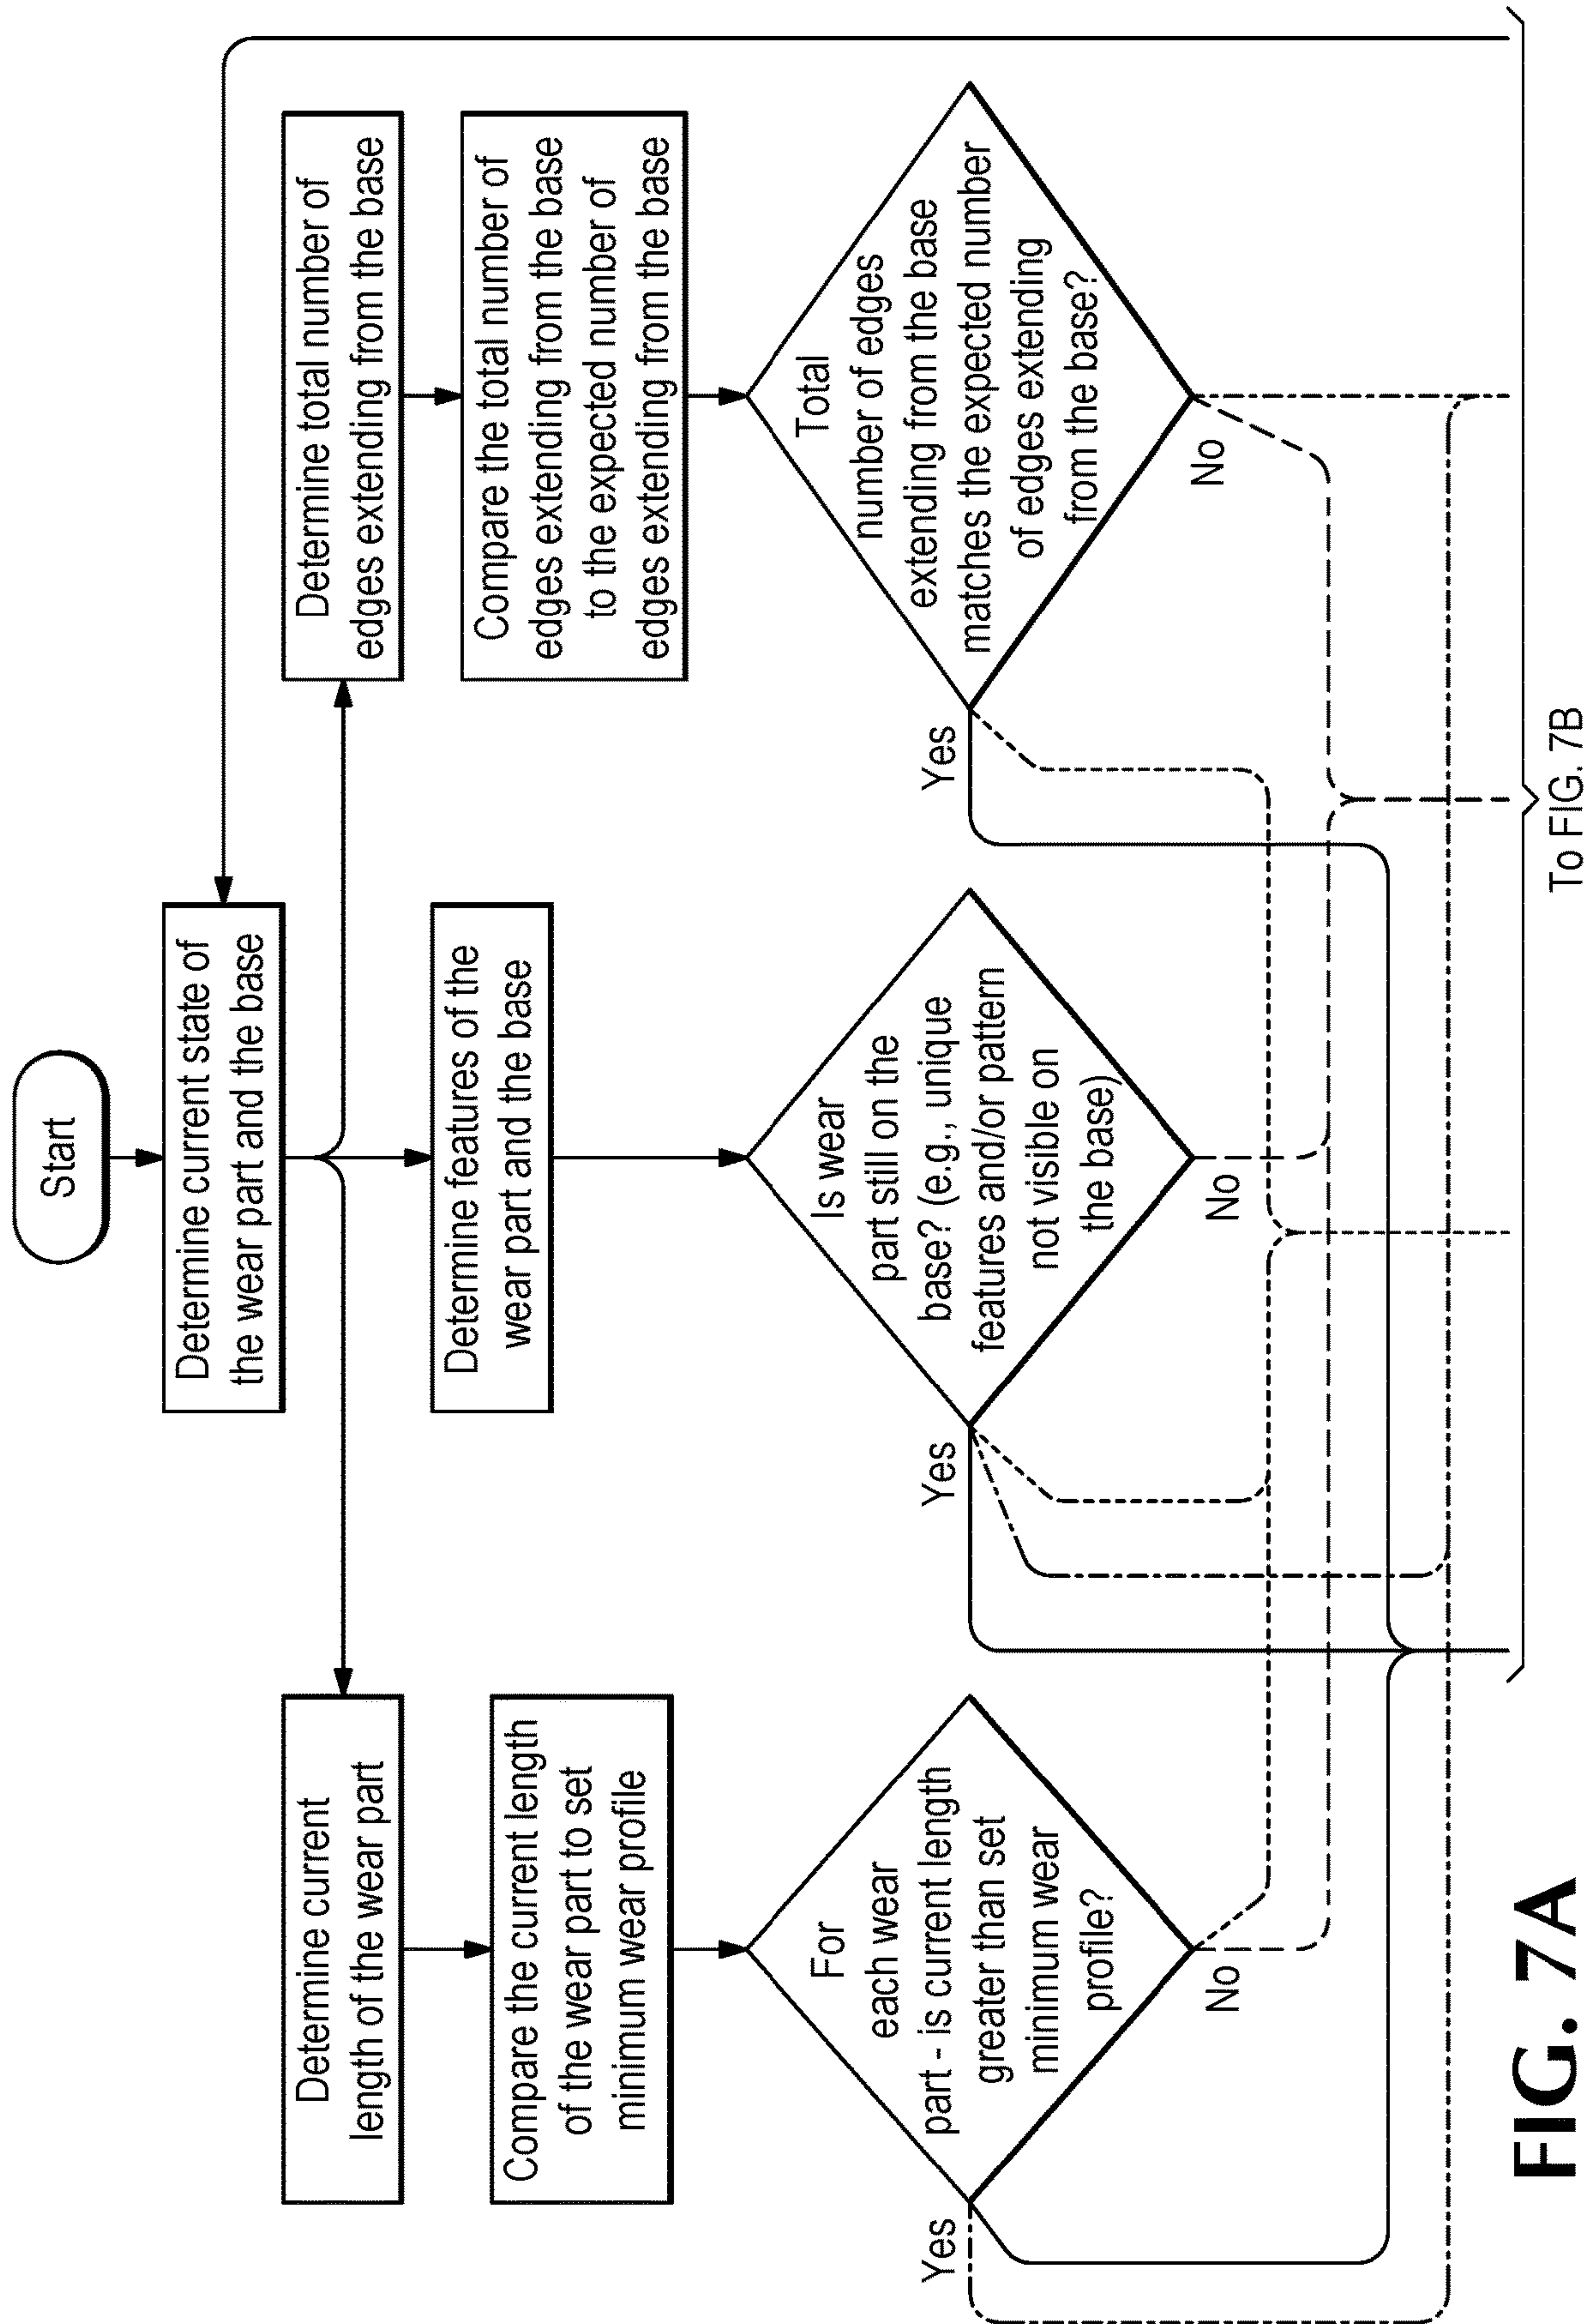 Start
Determine current state of
the wear part and the base
Determine current
length of the wear part
Compare the current length
of the wear part to set
minimum wear profile
For
each wear
part - is current length
greater than set
minimum wear
profile?
Yes
No
Determine features of the
wear part and the base
Is wear
part still on the
base? (e.g., unique
features and/or pattern
not visible on
the base)
Yes
No
Determine total number of
edges extending from the base
Compare the total number of
edges extending from the base
to the expected number of
edges extending from the base
Total
number of edges
extending from the base
matches the expected number
of edges extending
from the base?
Yes
No
To FIG. 7B
FIG. 7A